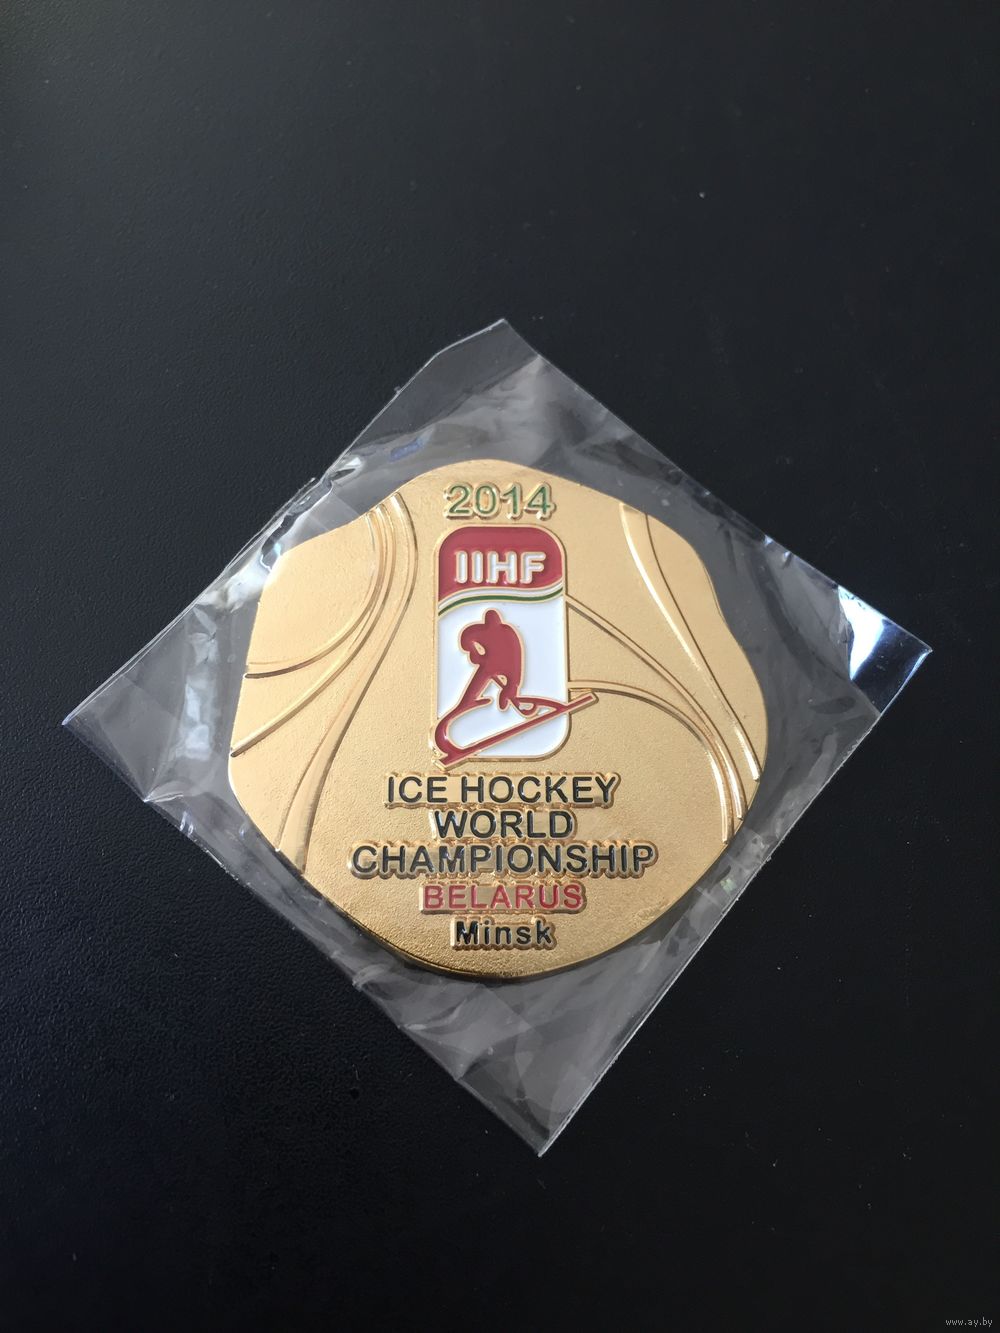 2014
IIHF
ICE HOCKEY
WORLD
CHAMPIONSHIP
BELARUS
Minsk
www.ay.by